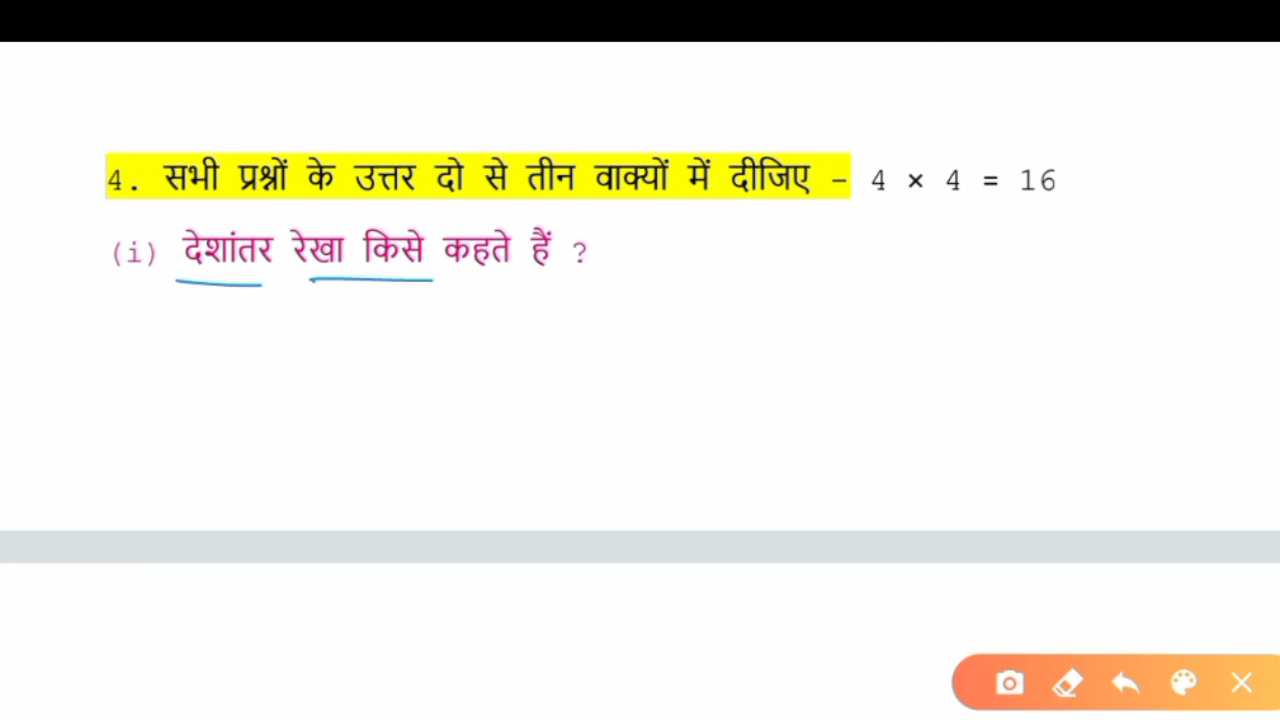 4. सभी प्रश्नों के उत्तर दो से तीन वाक्यों में दीजिए - 4 × 4 = 16
(i) देशांतर रेखा किसे कहते हैं ?